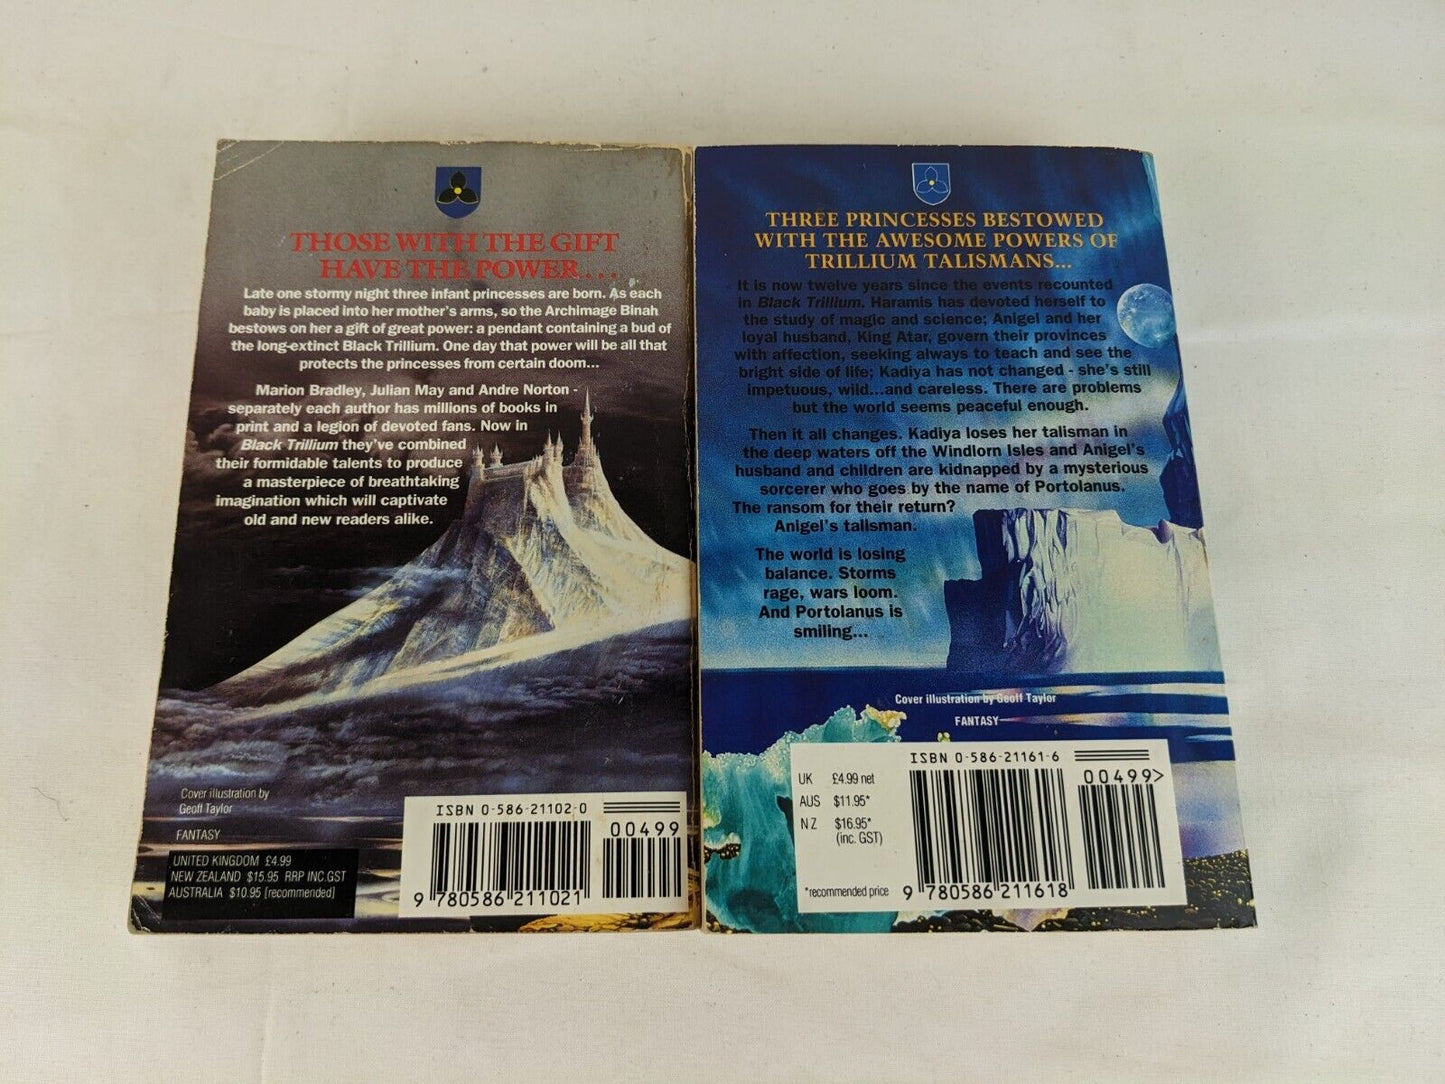 THOSE WITH THE GIFT
HAVE THE POWER...
Late one stormy night three infant princesses are born. As each
baby is placed into her mother's arms, so the Archimage Binah
bestows on her a gift of great power: a pendant containing a bud of
the long-extinct Black Trillium. One day that power will be all that
protects the princesses from certain doom...
Marion Bradley, Julian May and Andre Norton -
separately each author has millions of books in
print and a legion of devoted fans. Now in
Black Trillium they've combined
their formidable talents to produce
a masterpiece of breathtaking
imagination which will captivate
old and new readers alike.
Cover illustration by
Geoff Taylor
FANTASY
UNITED KINGDOM £4.99
NEW ZEALAND $15.95 RRP INC.GST
AUSTRALIA $10.95 [recommended]
ISBN 0-586-21102-0
00499
9 780586 211021
THREE PRINCESSES BESTOWED
WITH THE AWESOME POWERS OF
TRILLIUM TALISMANS...
It is now twelve years since the events recounted
in Black Trillium. Haramis has devoted herself to
the study of magic and science; Anigel and her
loyal husband, King Atar, govern their provinces
with affection, seeking always to teach and see the
bright side of life; Kadiya has not changed - she's still
impetuous, wild...and careless. There are problems
but the world seems peaceful enough.
Then it all changes. Kadiya loses her talisman in
the deep waters off the Windlorn Isles and Anigel's
husband and children are kidnapped by a mysterious
sorcerer who goes by the name of Portolanus.
The ransom for their return?
Anigel's talisman.
The world is losing
balance. Storms
rage, wars loom.
And Portolanus is
smiling...
Cover illustration by Geoff Taylor
FANTASY
UK £4.99 net
AUS $11.95*
NZ $16.95*
(inc. GST)
*recommended price
ISBN 0-586-21161-6
00499>
9 780586 211618